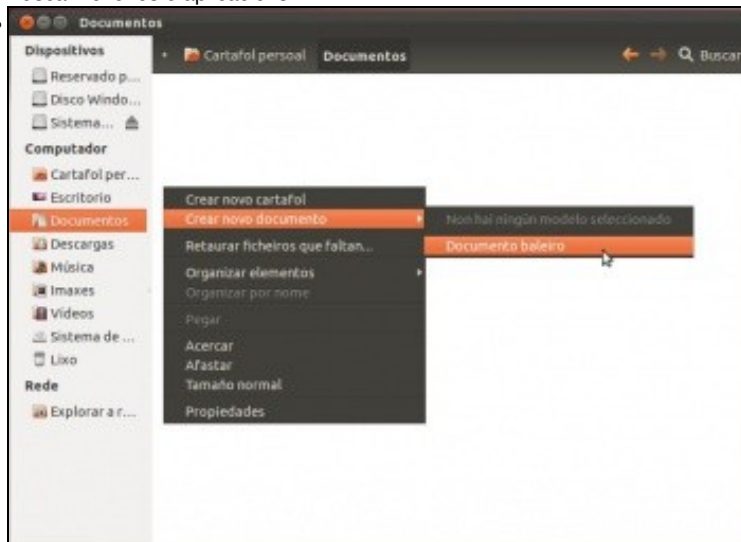 Documentos
Dispositivos
Reservado p...
Disco Windo...
Sistema...
Computador
Cartafol per...
Escritorio
Documentos
Descargas
Música
Imaxes
Vídeos
Sistema de ...
Lixo
Rede
Explorar a r...
Cartafol persoal
Documentos
Buscar
Crear novo cartafol
Crear novo documento
Retaurar ficheiros que faltan...
Organizar elementos
Organizar por nome
Pegar
Acercar
Afastar
Tamaño normal
Propiedades
Non hai ningún modelo seleccionado
Documento baleiro